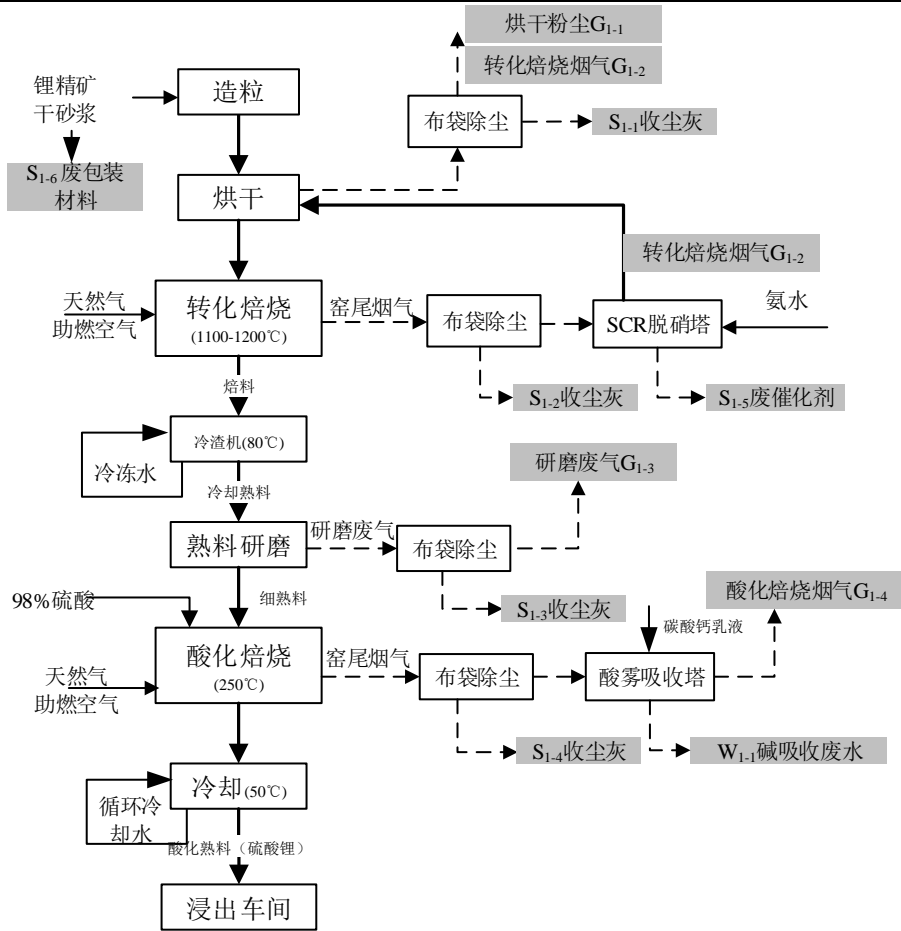 烘干粉尘G1-1
转化焙烧烟气G1-2
锂精矿
干砂浆
造粒
布袋除尘
S1-1收尘灰
S1-6废包装
材料
烘干
转化焙烧烟气G1-2
天然气
助燃空气
转化焙烧
(1100-1200℃)
窑尾烟气
布袋除尘
SCR脱硝塔
氨水
焙料
S1-2收尘灰
S1-5废催化剂
冷渣机(80℃)
冷冻水
冷却熟料
研磨废气G1-3
熟料研磨
研磨废气
布袋除尘
98%硫酸
细熟料
S1-3收尘灰
酸化焙烧烟气G1-4
碳酸钙乳液
天然气
助燃空气
酸化焙烧
(250℃)
窑尾烟气
布袋除尘
酸雾吸收塔
S1-4收尘灰
W1-1碱吸收废水
冷却(50℃)
循环冷
却水
酸化熟料（硫酸锂）
浸出车间